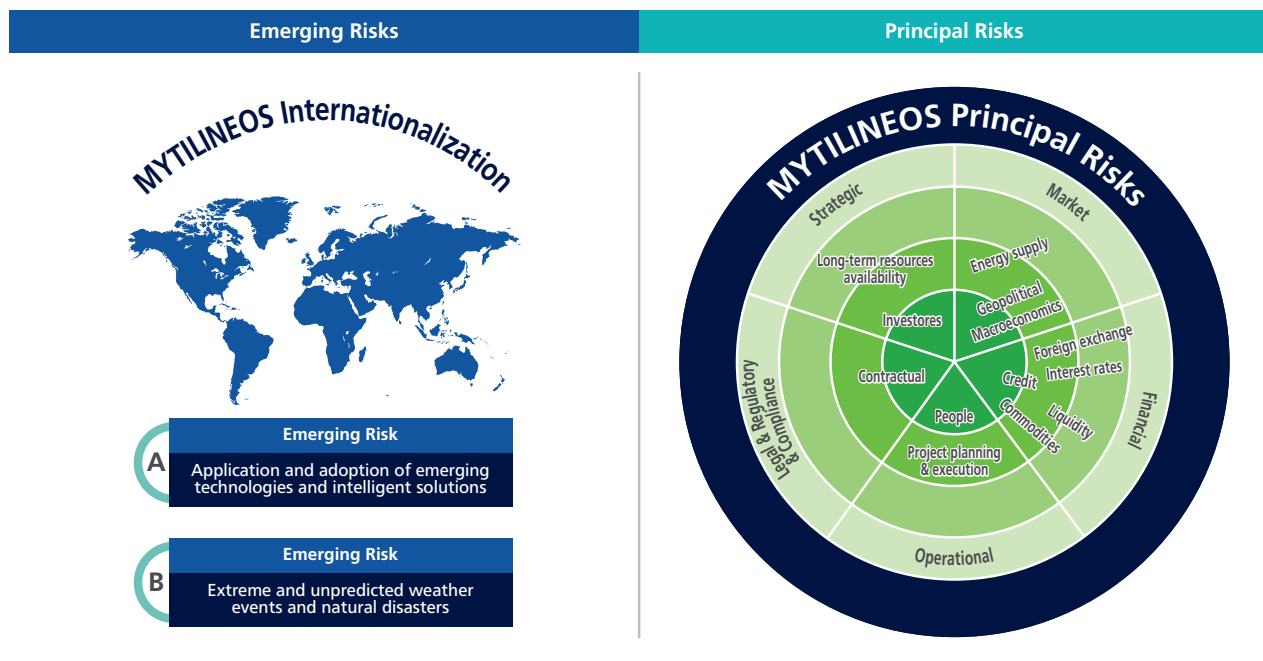 Emerging Risks
Principal Risks
MYTILINEOS Internationalization
A
Emerging Risk
Application and adoption of emerging
technologies and intelligent solutions
B
Emerging Risk
Extreme and unpredicted weather
events and natural disasters
MYTILINEOS Principal Risks
Strategic
Market
Long-term resources
availability
Energy supply
Investores
Geopolitical
Macroeconomics
Foreign exchange
Interest rates
Credit
Commodities
Liquidity
Financial
Legal & Regulatory
& Compliance
Contractual
People
Project planning
& execution
Operational